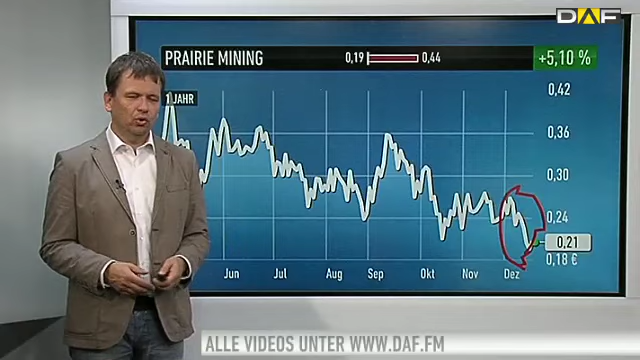 DAF
PRAIRIE MINING 0,19 0,44 +5,10 %
1 JAHR
0,42
0,36
0,30
0,24
0,21
0,18 €
Jun Jul Aug Sep Okt Nov Dez
ALLE VIDEOS UNTER WWW.DAF.FM